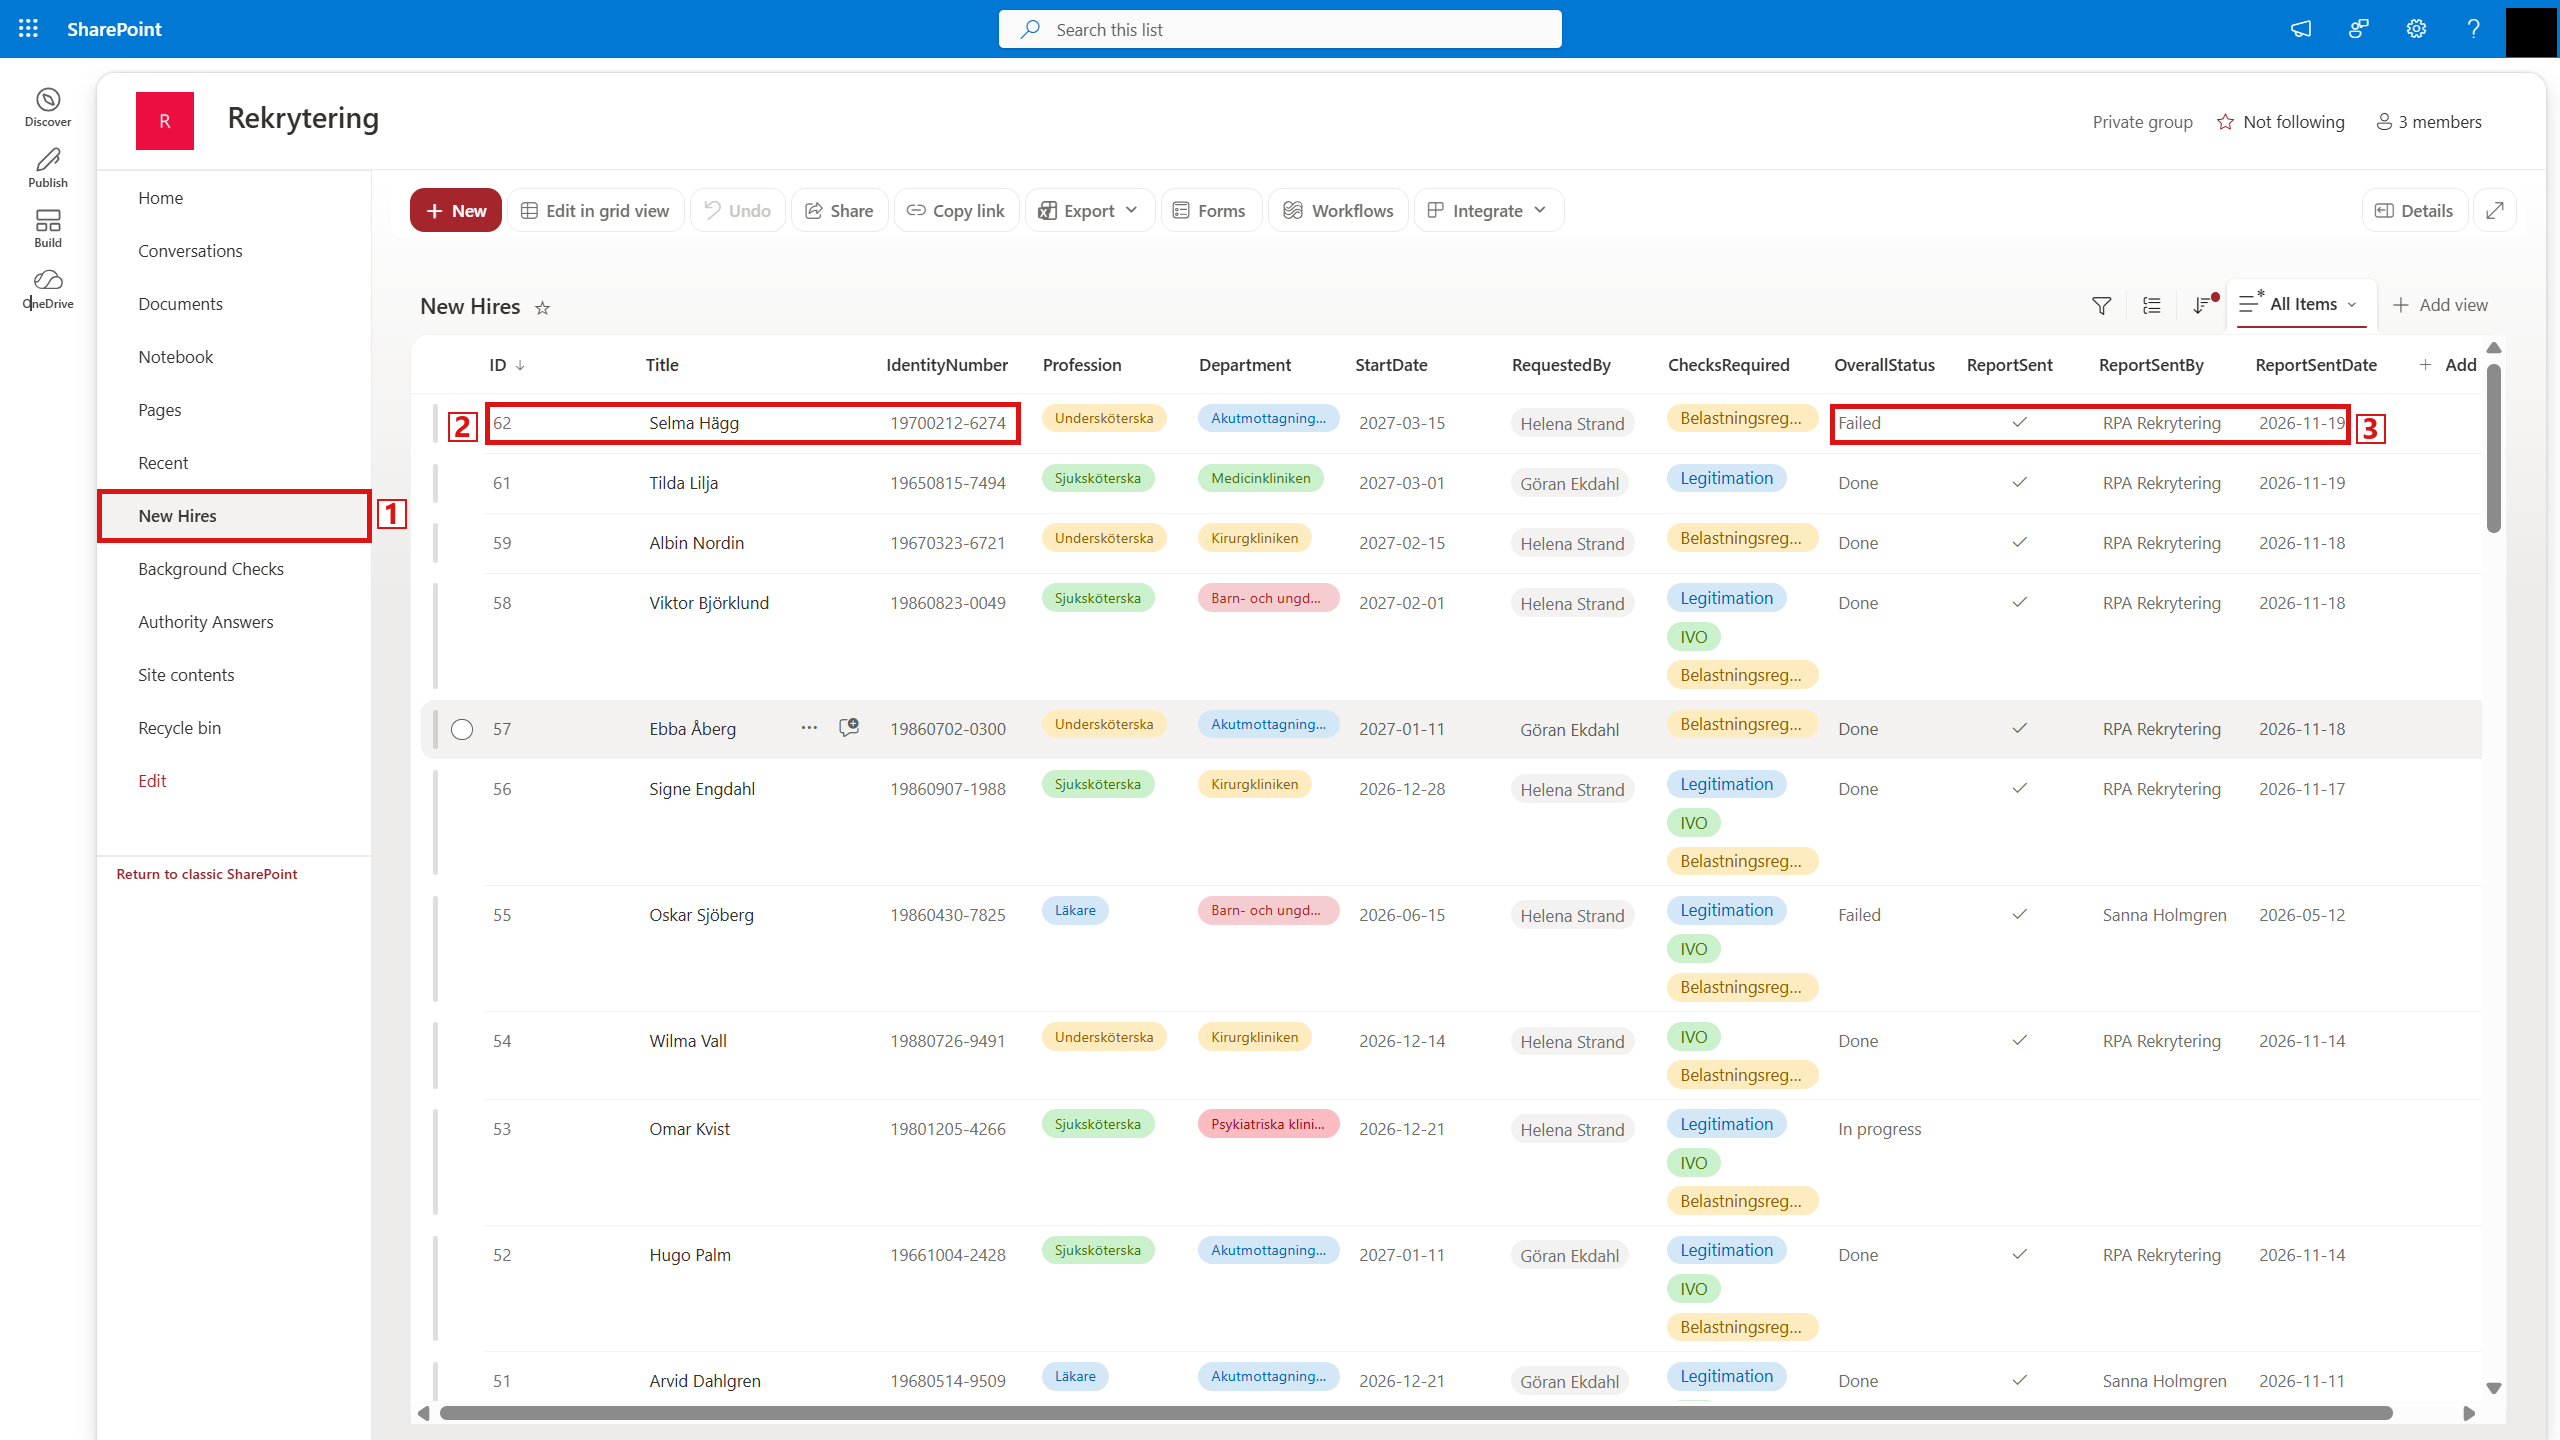 SharePoint
Search this list
Discover
Publish
Build
OneDrive
R
Rekrytering
Private group
Not following
3 members
Home
Conversations
Documents
Notebook
Pages
Recent
New Hires
Background Checks
Authority Answers
Site contents
Recycle bin
Edit
Return to classic SharePoint
1
New
Edit in grid view
Undo
Share
Copy link
Export
Forms
Workflows
Integrate
Details
New Hires
All Items
Add view
ID Title IdentityNumber Profession Department StartDate RequestedBy ChecksRequired OverallStatus ReportSent ReportSentBy ReportSentDate + Add
2 62 Selma Hägg 19700212-6274 Undersköterska Akutmottagning... 2027-03-15 Helena Strand Belastningsreg... Failed ✓ RPA Rekrytering 2026-11-19 3
61 Tilda Lilja 19650815-7494 Sjuksköterska Medicinkliniken 2027-03-01 Göran Ekdahl Legitimation Done ✓ RPA Rekrytering 2026-11-19
59 Albin Nordin 19670323-6721 Undersköterska Kirurgkliniken 2027-02-15 Helena Strand Belastningsreg... Done ✓ RPA Rekrytering 2026-11-18
58 Viktor Björklund 19860823-0049 Sjuksköterska Barn- och ungd... 2027-02-01 Helena Strand Legitimation Done ✓ RPA Rekrytering 2026-11-18
IVO
Belastningsreg...
57 Ebba Åberg 19860702-0300 Undersköterska Akutmottagning... 2027-01-11 Göran Ekdahl Belastningsreg... Done ✓ RPA Rekrytering 2026-11-18
56 Signe Engdahl 19860907-1988 Sjuksköterska Kirurgkliniken 2026-12-28 Helena Strand Legitimation Done ✓ RPA Rekrytering 2026-11-17
IVO
Belastningsreg...
55 Oskar Sjöberg 19860430-7825 Läkare Barn- och ungd... 2026-06-15 Helena Strand Legitimation Failed ✓ Sanna Holmgren 2026-05-12
IVO
Belastningsreg...
54 Wilma Vall 19880726-9491 Undersköterska Kirurgkliniken 2026-12-14 Helena Strand IVO Done ✓ RPA Rekrytering 2026-11-14
Belastningsreg...
53 Omar Kvist 19801205-4266 Sjuksköterska Psykiatriska klini... 2026-12-21 Helena Strand Legitimation In progress
IVO
Belastningsreg...
52 Hugo Palm 19661004-2428 Sjuksköterska Akutmottagning... 2027-01-11 Göran Ekdahl Legitimation Done ✓ RPA Rekrytering 2026-11-14
IVO
Belastningsreg...
51 Arvid Dahlgren 19680514-9509 Läkare Akutmottagning... 2026-12-21 Göran Ekdahl Legitimation Done ✓ Sanna Holmgren 2026-11-11